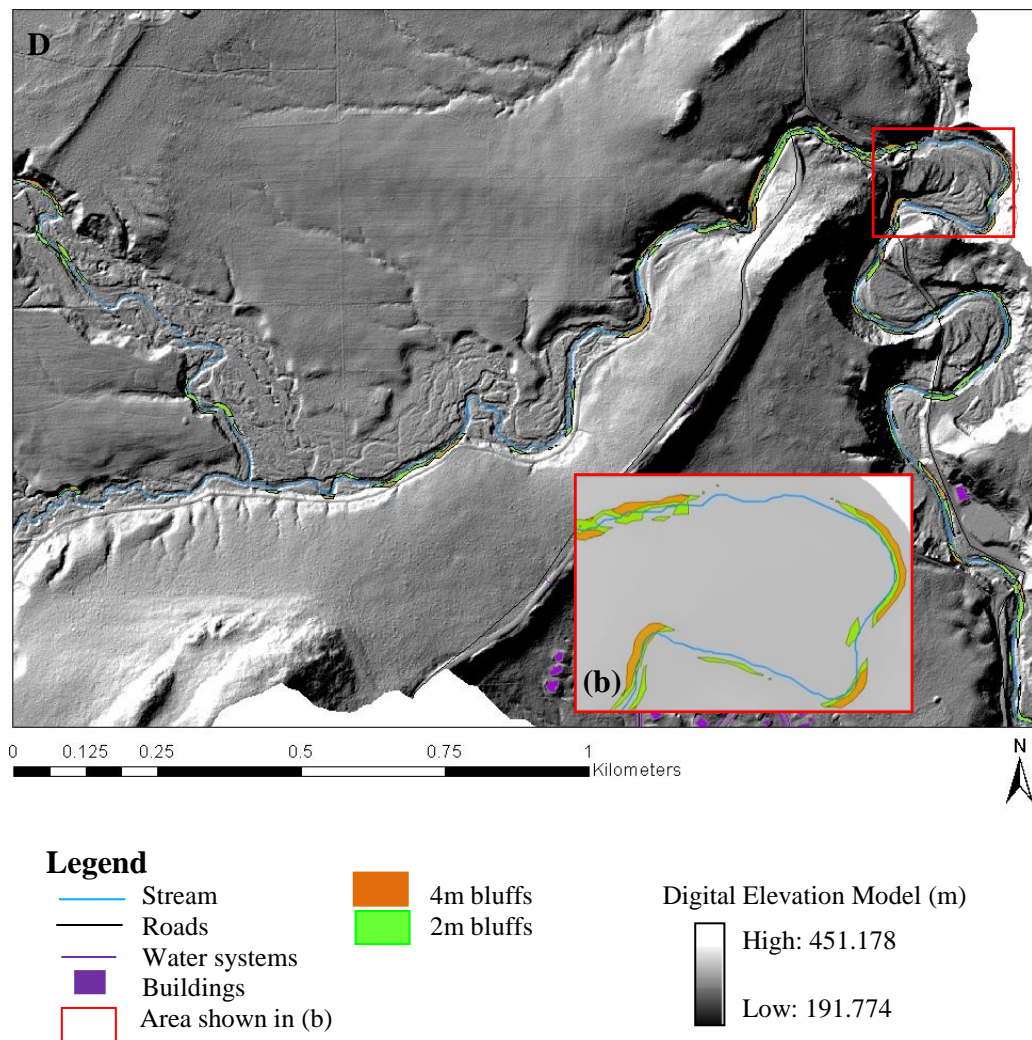 D
(b)
0 0.125 0.25 0.5 0.75 1
Kilometers
N
Legend
Stream
Roads
Water systems
Buildings
Area shown in (b)
4m bluffs
2m bluffs
Digital Elevation Model (m)
High: 451.178
Low: 191.774